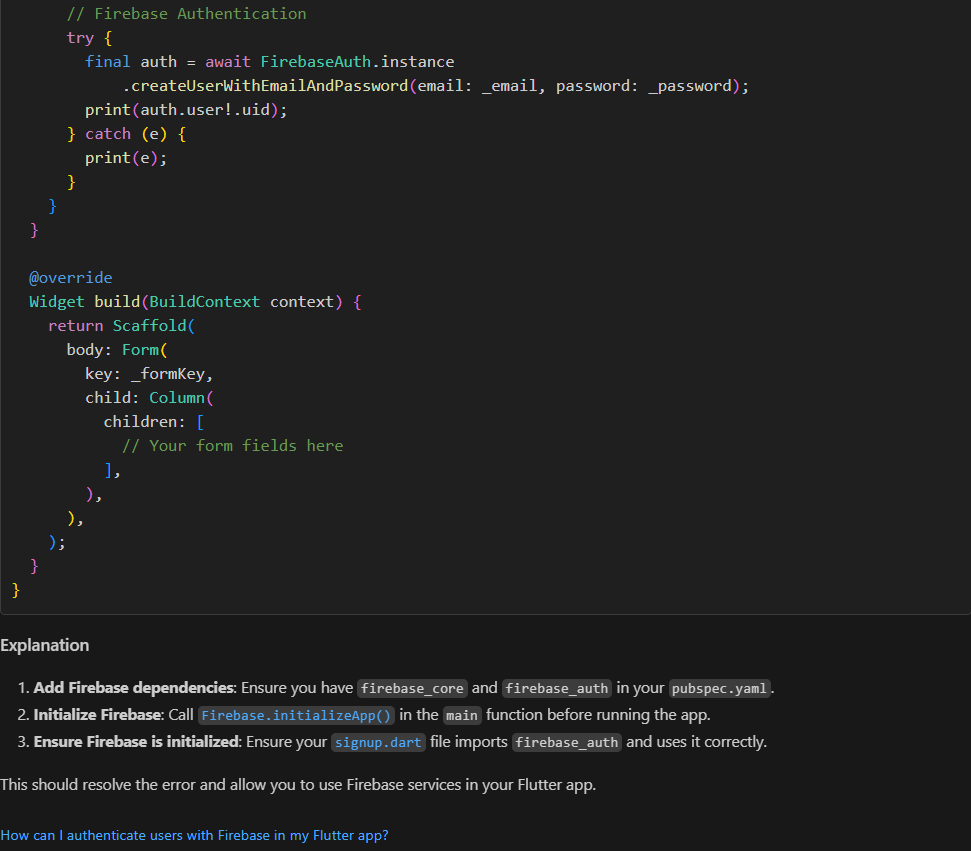 // Firebase Authentication
try {
final auth = await FirebaseAuth.instance
.createUserWithEmailAndPassword(email: _email, password: _password);
print(auth.user!.uid);
} catch (e) {
print(e);
}
}
}
@override
Widget build(BuildContext context) {
return Scaffold(
body: Form(
key: _formKey,
child: Column(
children: [
// Your form fields here
],
),
),
);
}
}
Explanation
1. Add Firebase dependencies: Ensure you have firebase_core and firebase_auth in your pubspec.yaml.
2. Initialize Firebase: Call Firebase.initializeApp() in the main function before running the app.
3. Ensure Firebase is initialized: Ensure your signup.dart file imports firebase_auth and uses it correctly.
This should resolve the error and allow you to use Firebase services in your Flutter app.
How can I authenticate users with Firebase in my Flutter app?